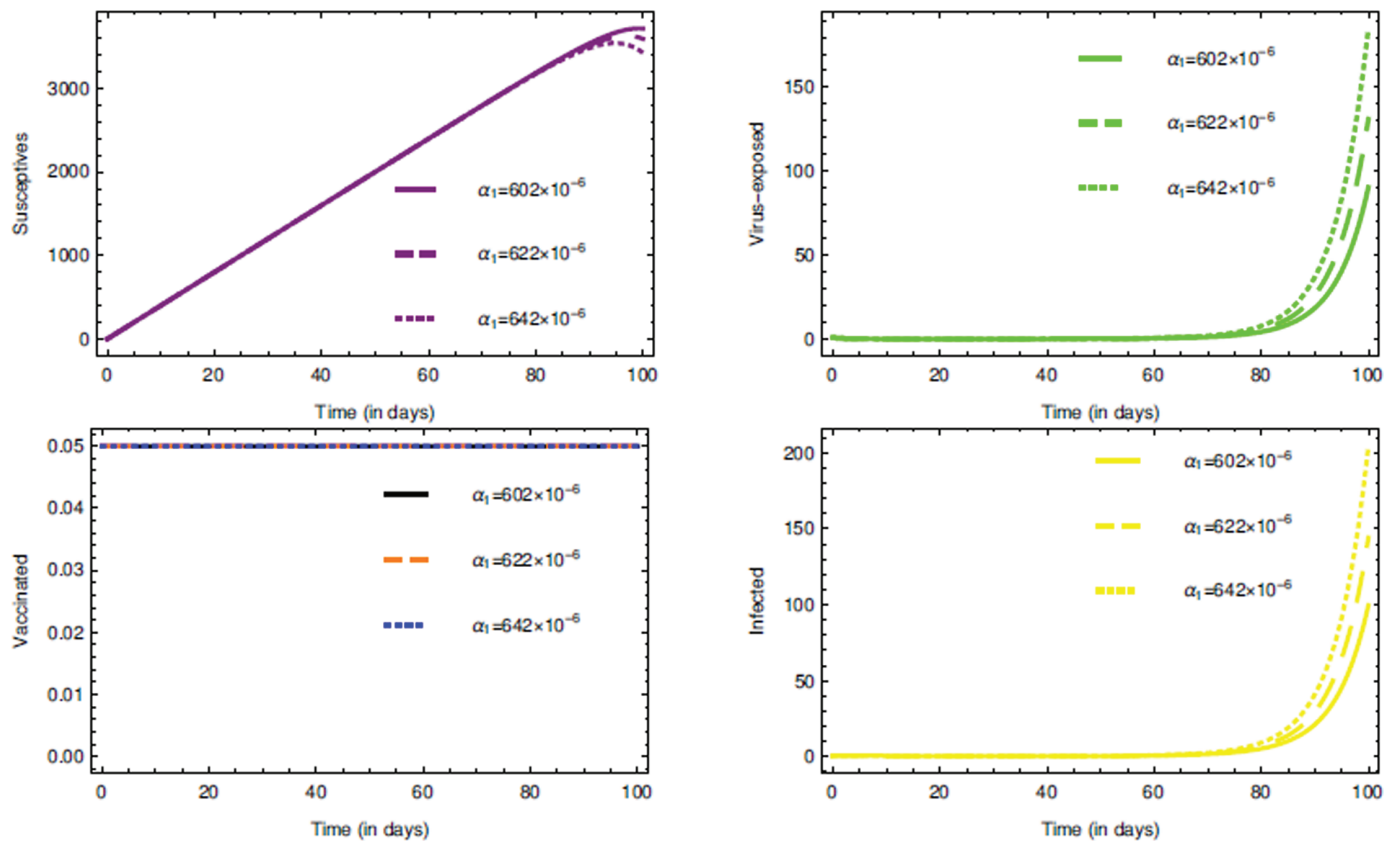 Susceptives
3000
2000
1000
0
α₁=602×10⁻⁶
α₁=622×10⁻⁶
α₁=642×10⁻⁶
0 20 40 60 80 100
Time (in days)
Virus−exposed
150
100
50
0
α₁=602×10⁻⁶
α₁=622×10⁻⁶
α₁=642×10⁻⁶
0 20 40 60 80 100
Time (in days)
Vaccinated
0.05
0.04
0.03
0.02
0.01
0.00
α₁=602×10⁻⁶
α₁=622×10⁻⁶
α₁=642×10⁻⁶
0 20 40 60 80 100
Time (in days)
Infected
200
150
100
50
0
α₁=602×10⁻⁶
α₁=622×10⁻⁶
α₁=642×10⁻⁶
0 20 40 60 80 100
Time (in days)